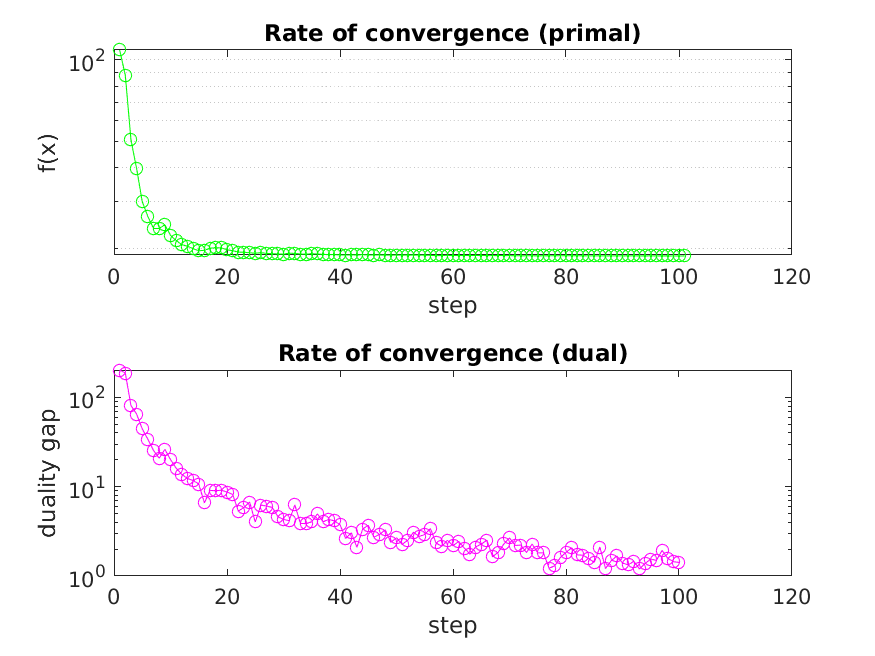 Rate of convergence (primal)
10^2
f(x)
0 20 40 60 80 100 120
step
Rate of convergence (dual)
10^2
10^1
10^0
duality gap
0 20 40 60 80 100 120
step